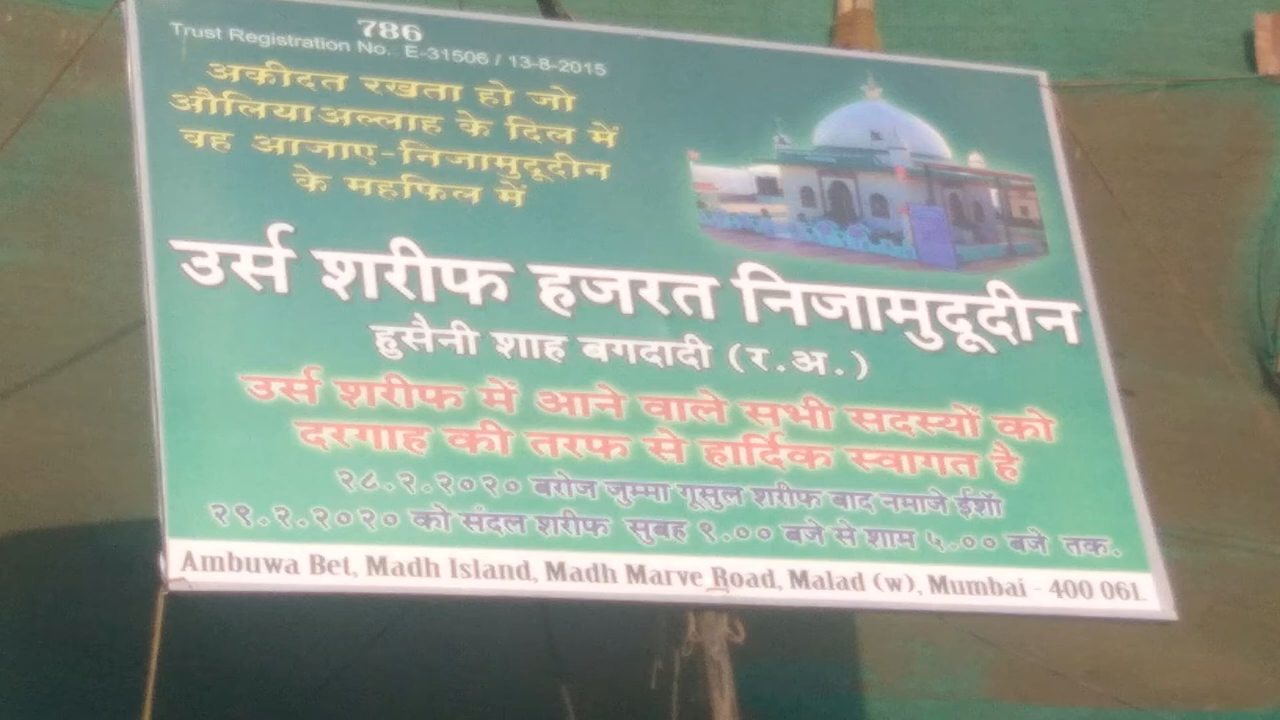 786
Trust Registration No. E-31506 / 13-8-2015
अकीदत रखता हो जो
औलियाअल्लाह के दिल में
वह आजाए-निजामुदूदीन
के महफिल में
उर्स शरीफ हजरत निजामुदूदीन
हुसैनी शाह बगदादी (र.अ.)
उर्स शरीफ में आने वाले सभी सदस्यों को
दरगाह की तरफ से हार्दिक स्वागत है
२८.२.२०२० बरोज जुम्मा गूसुल शरीफ बाद नमाजे ईशॉ
२९.२.२०२० को संदल शरीफ सुबह ९.०० बजे से शाम ५.०० बजे तक.
Ambuwa Bet, Madh Island, Madh Marve Road, Malad (w), Mumbai - 400 061.